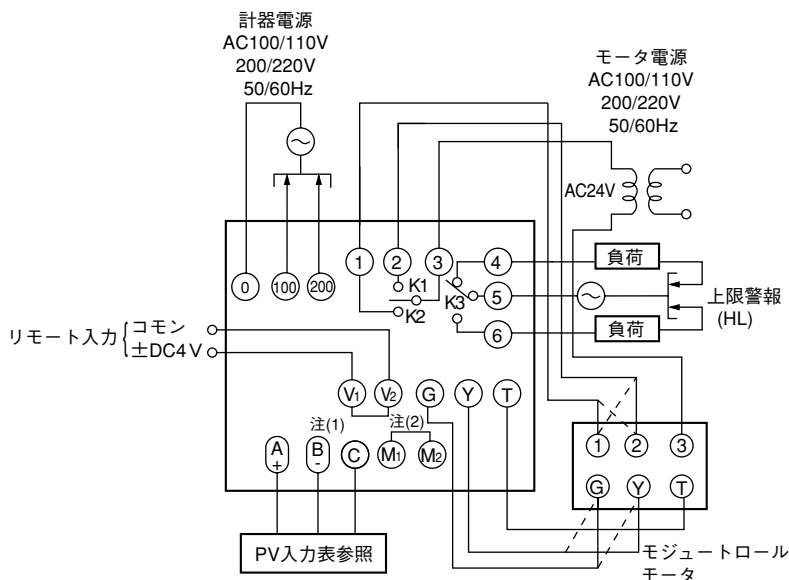 計器電源
AC100/110V
200/220V
50/60Hz
モータ電源
AC100/110V
200/220V
50/60Hz
AC24V
0
100
200
1
2
3
K1
K2
K3
4
5
6
負荷
負荷
上限警報
(HL)
リモート入力
コモン
±DC4V
V1
V2
G
Y
T
注(1)
注(2)
A
+
B
-
C
M1
M2
PV入力表参照
1
2
3
G
Y
T
モジュートロール
モータ